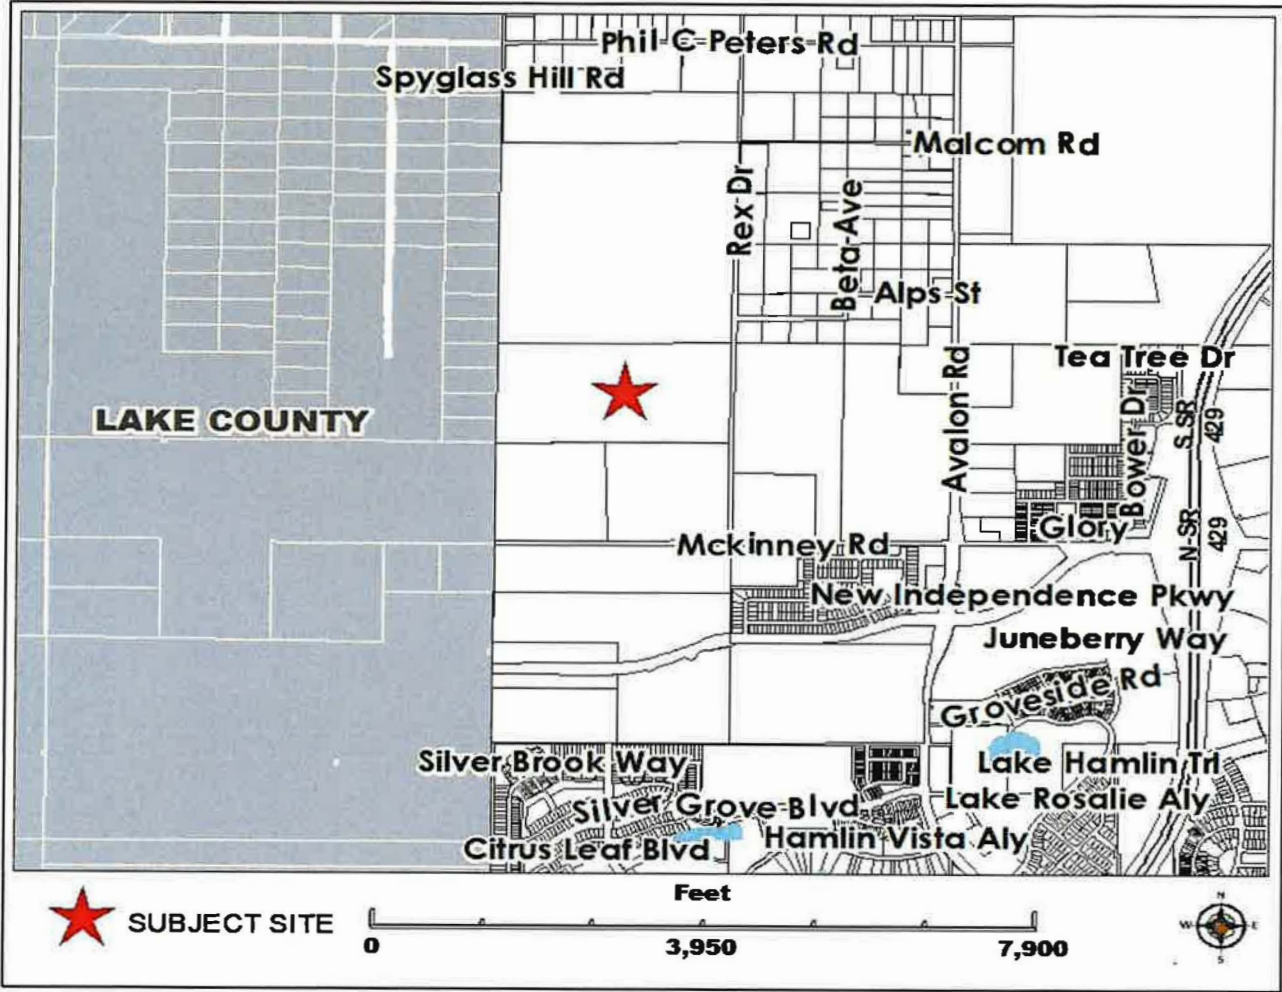 Phil C Peters Rd
Spyglass Hill Rd
Malcom Rd
Rex Dr
Beta Ave
Alps St
Avalon Rd
Tea Tree Dr
LAKE COUNTY
Bower Dr
S SR
429
Glory
N SR
429
Mckinney Rd
New Independence Pkwy
Juneberry Way
Groveside Rd
Silver Brook Way
Lake Hamlin Trl
Silver Grove Blvd
Lake Rosalie Aly
Citrus Leaf Blvd
Hamlin Vista Aly
SUBJECT SITE
Feet
0
3,950
7,900
N
W
E
S